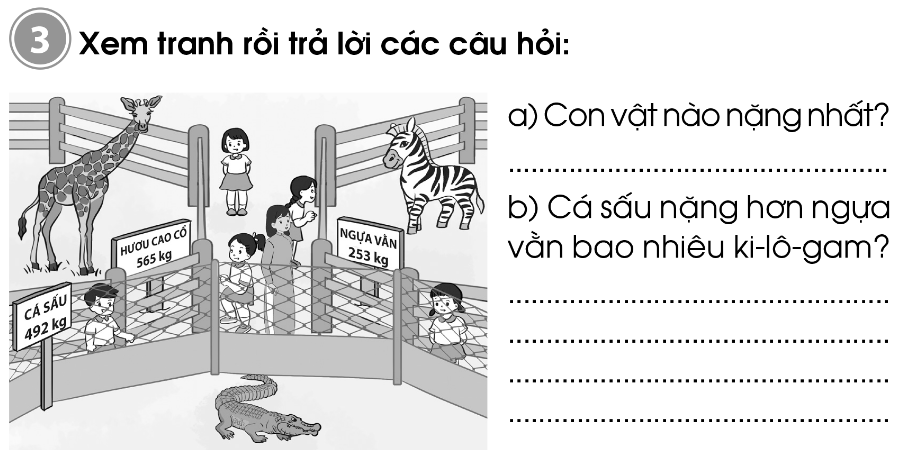 3 Xem tranh rồi trả lời các câu hỏi:
a) Con vật nào nặng nhất?
b) Cá sấu nặng hơn ngựa
vằn bao nhiêu ki-lô-gam?
HƯƠU CAO CỔ
565 kg
NGỰA VẰN
253 kg
CÁ SẤU
492 kg